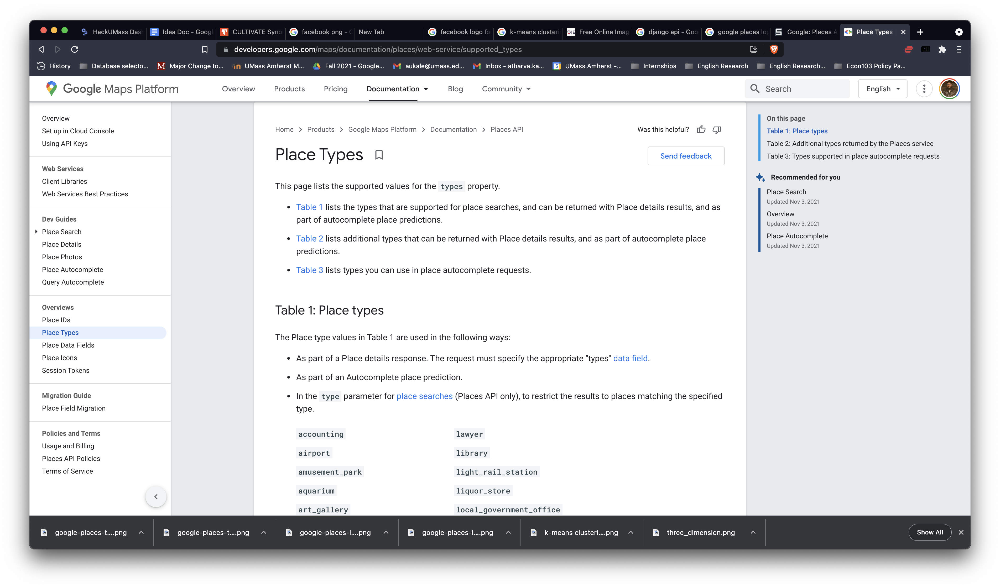 HackUMass Das
Idea Doc - Googl
CULTIVATE Syno
facebook png - G
New Tab
facebook logo fo
k-means clusteri
Free Online Imag
django api - Goo
google places lo
Google: Places A
Place Types
developers.google.com/maps/documentation/places/web-service/supported_types
History
Database selecto...
Major Change to...
UMass Amherst M...
Fall 2021 - Google...
aukale@umass.ed...
Inbox - atharva.ka...
UMass Amherst -...
Internships
English Research
English Research...
Econ103 Policy Pa...
Google Maps Platform
Overview
Products
Pricing
Documentation
Blog
Community
Search
English
Overview
Set up in Cloud Console
Using API Keys
Web Services
Client Libraries
Web Services Best Practices
Dev Guides
Place Search
Place Details
Place Photos
Place Autocomplete
Query Autocomplete
Overviews
Place IDs
Place Types
Place Data Fields
Place Icons
Session Tokens
Migration Guide
Place Field Migration
Policies and Terms
Usage and Billing
Places API Policies
Terms of Service
Home > Products > Google Maps Platform > Documentation > Places API
Was this helpful?
Place Types
Send feedback
This page lists the supported values for the types property.
• Table 1 lists the types that are supported for place searches, and can be returned with Place details results, and as
part of autocomplete place predictions.
• Table 2 lists additional types that can be returned with Place details results, and as part of autocomplete place
predictions.
• Table 3 lists types you can use in place autocomplete requests.
Table 1: Place types
The Place type values in Table 1 are used in the following ways:
• As part of a Place details response. The request must specify the appropriate "types" data field.
• As part of an Autocomplete place prediction.
• In the type parameter for place searches (Places API only), to restrict the results to places matching the specified
type.
accounting
airport
amusement_park
aquarium
art_gallery
lawyer
library
light_rail_station
liquor_store
local_government_office
On this page
Table 1: Place types
Table 2: Additional types returned by the Places service
Table 3: Types supported in place autocomplete requests
Recommended for you
Place Search
Updated Nov 3, 2021
Overview
Updated Nov 3, 2021
Place Autocomplete
Updated Nov 3, 2021
google-places-t....png
google-places-t....png
google-places-l....png
google-places-l....png
k-means clusteri....png
three_dimension.png
Show All